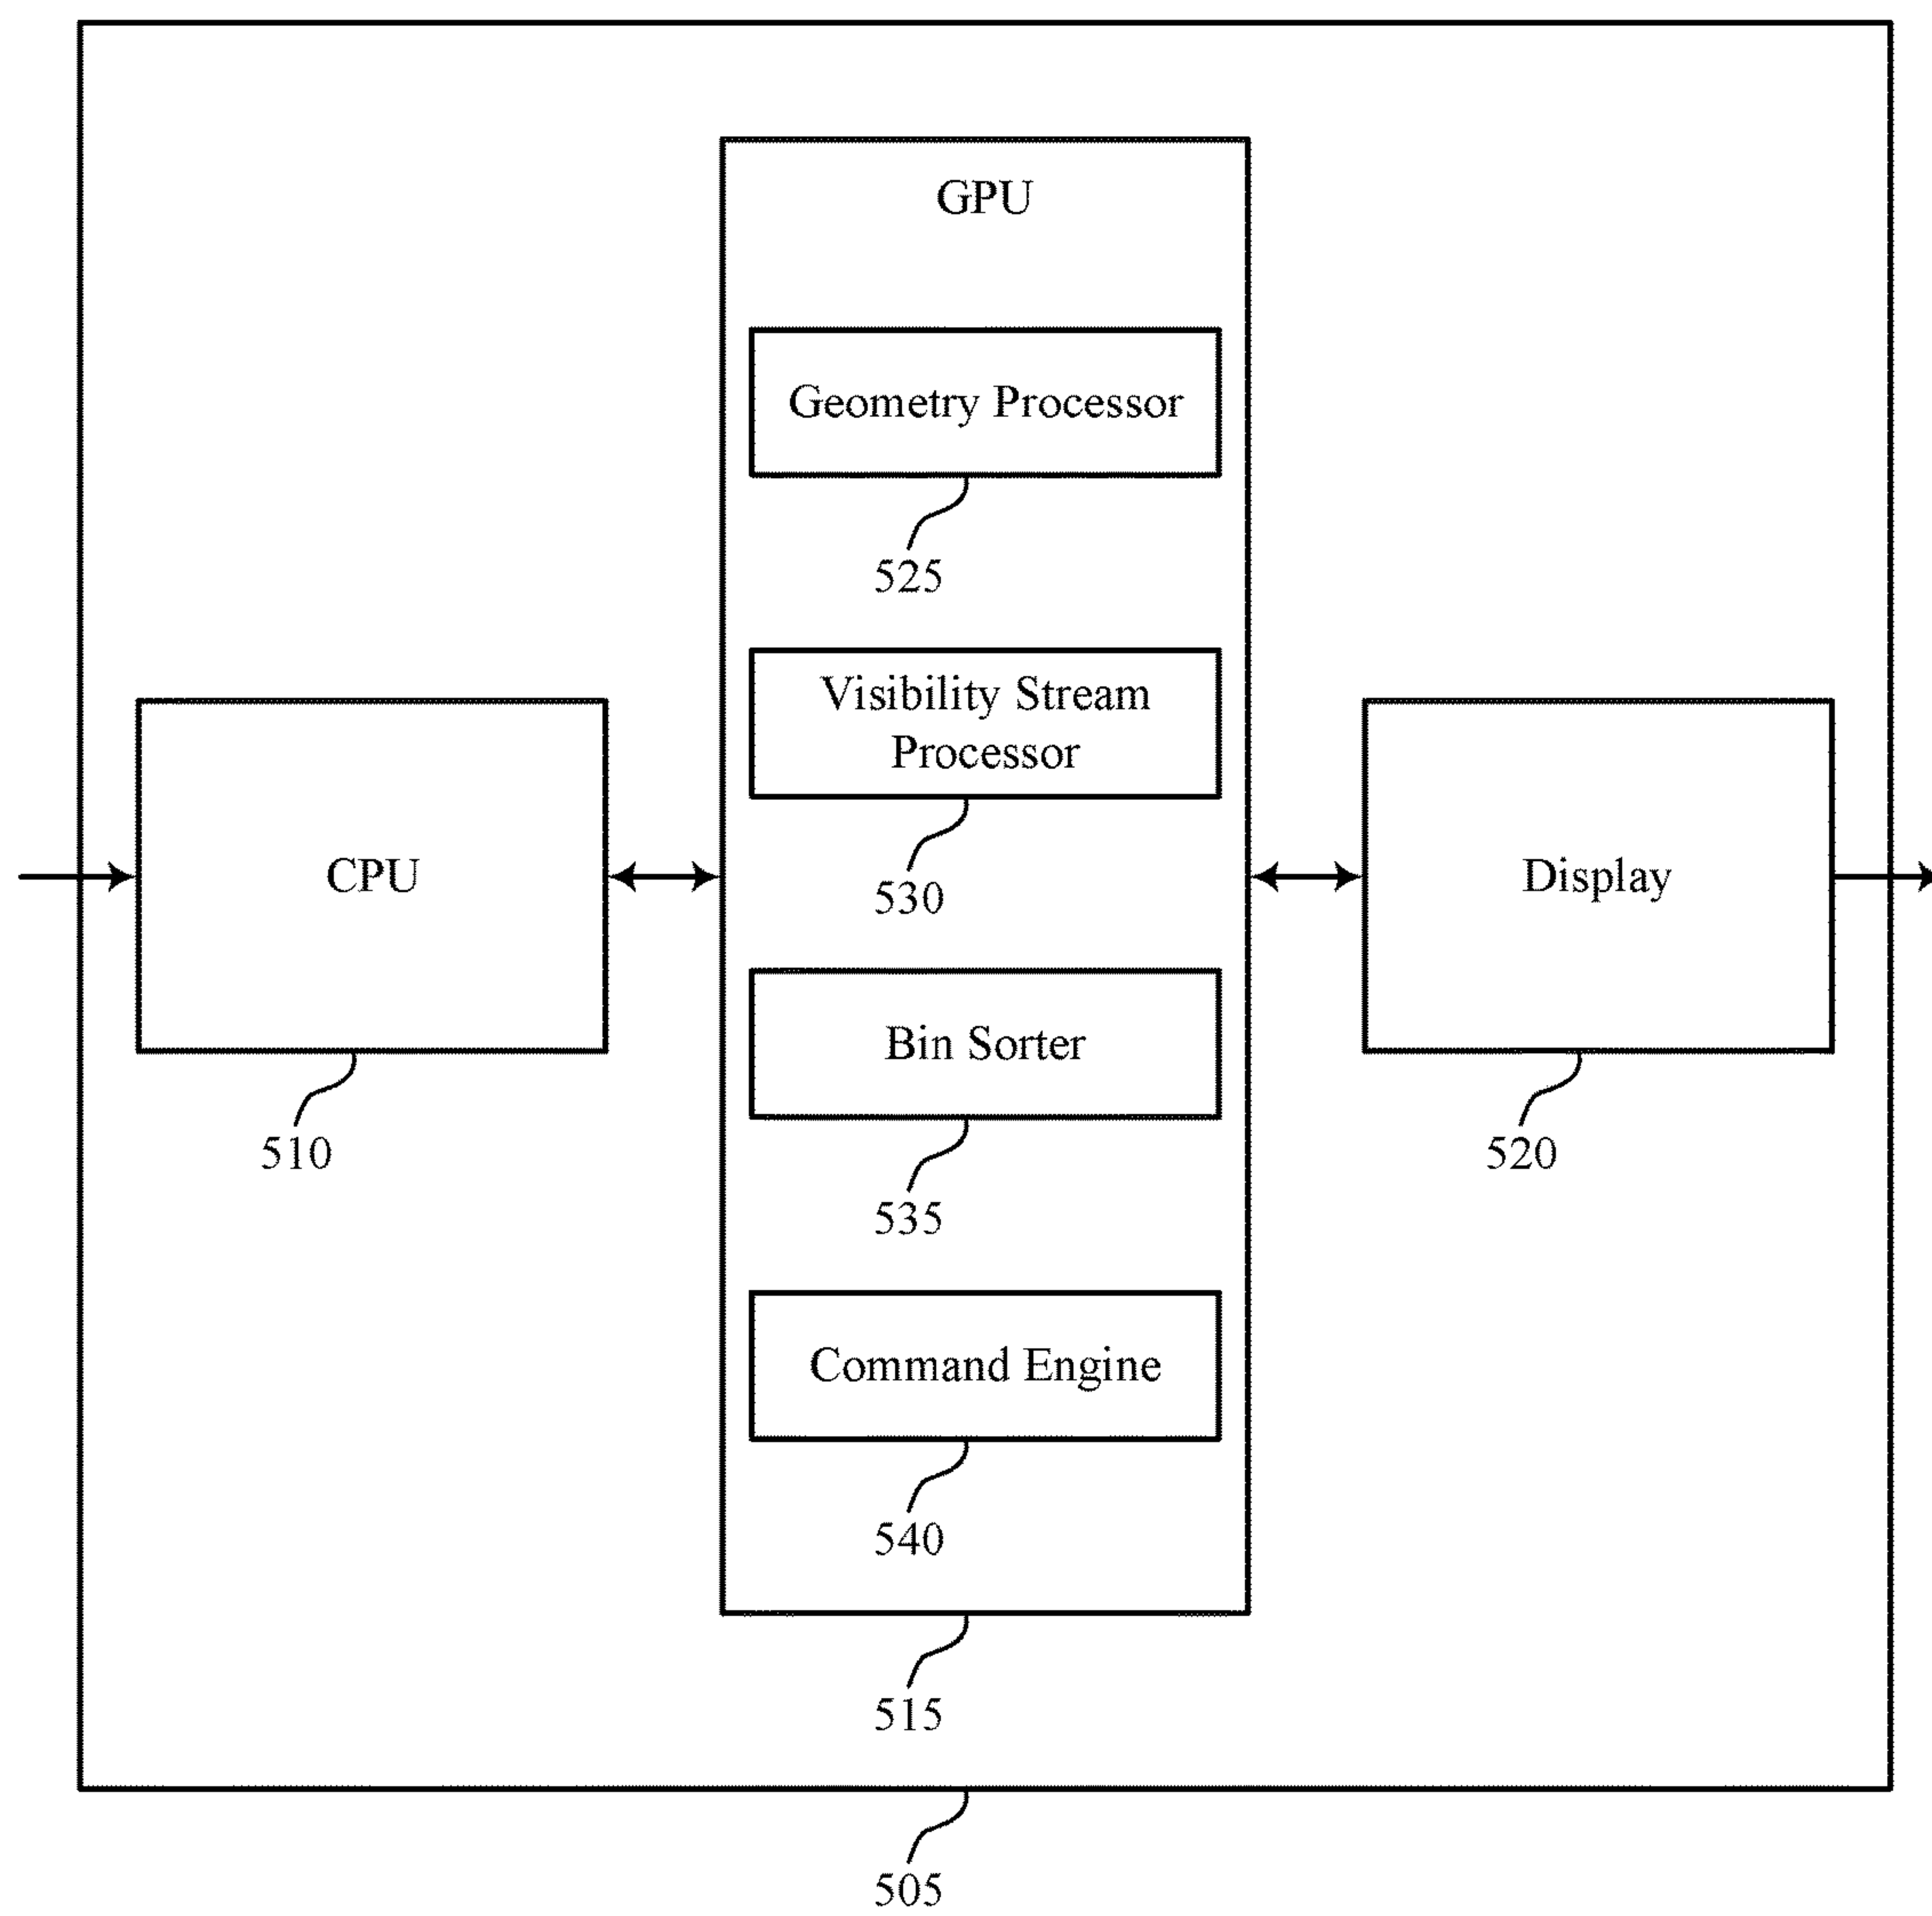 GPU
Geometry Processor
525
Visibility Stream
Processor
530
CPU
510
Bin Sorter
535
Display
520
Command Engine
540
515
505